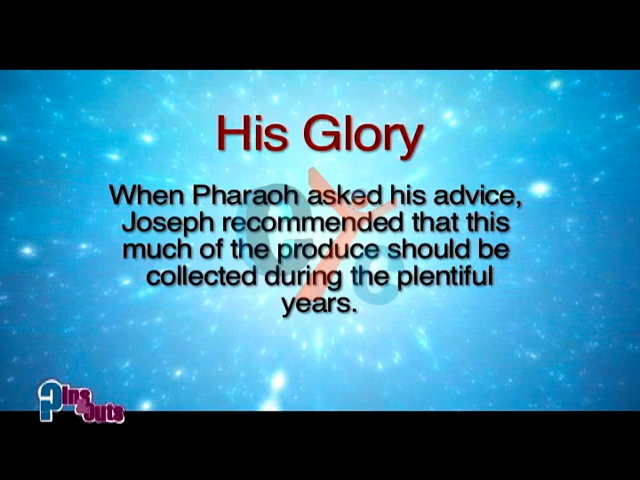 His Glory
When Pharaoh asked his advice,
Joseph recommended that this
much of the produce should be
collected during the plentiful
years.
Ins
Outs